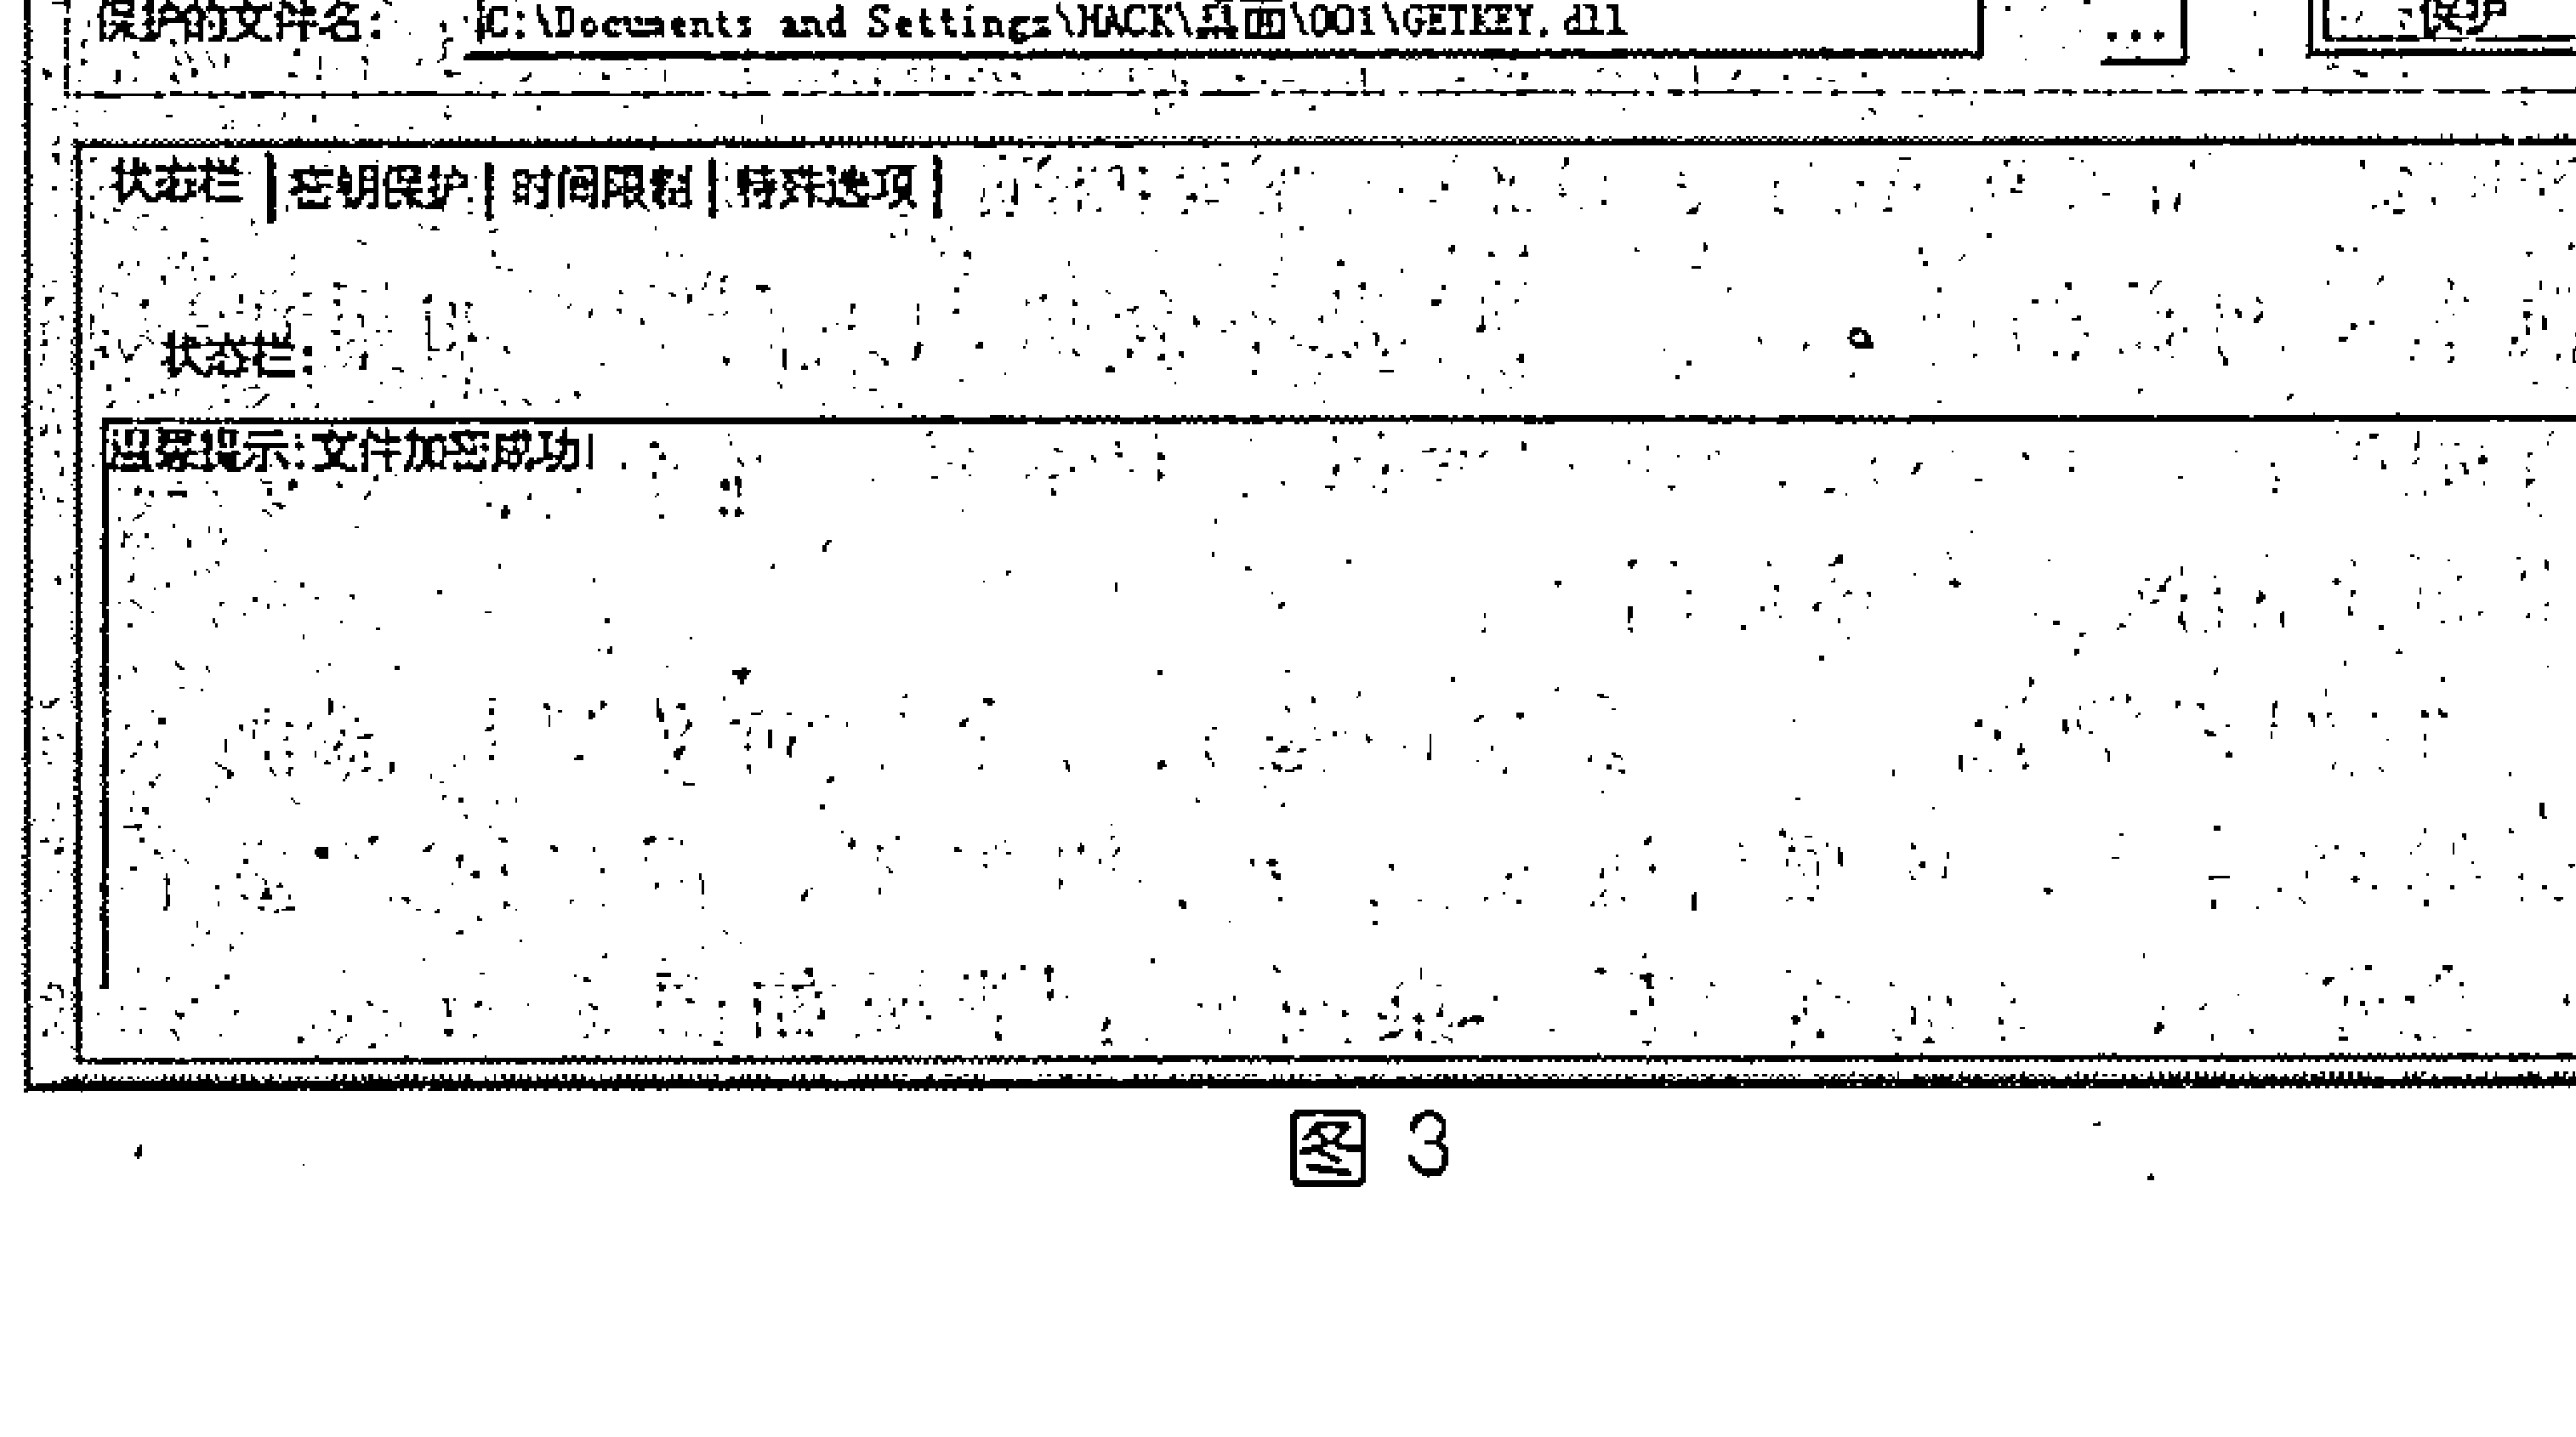 保护的文件名: C:\Documents and Settings\HACK\桌面\001\GETKEY.dll ... 保护
状态栏 密钥保护 时间限制 特殊选项
状态栏:
温馨提示:文件加密成功!
图 3